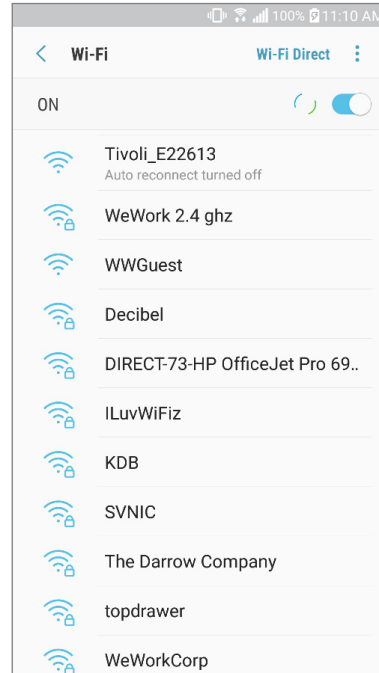 100% 11:10 AM
Wi-Fi Wi-Fi Direct
ON
Tivoli_E22613
Auto reconnect turned off
WeWork 2.4 ghz
WWGuest
Decibel
DIRECT-73-HP OfficeJet Pro 69..
ILuvWiFiz
KDB
SVNIC
The Darrow Company
topdrawer
WeWorkCorp